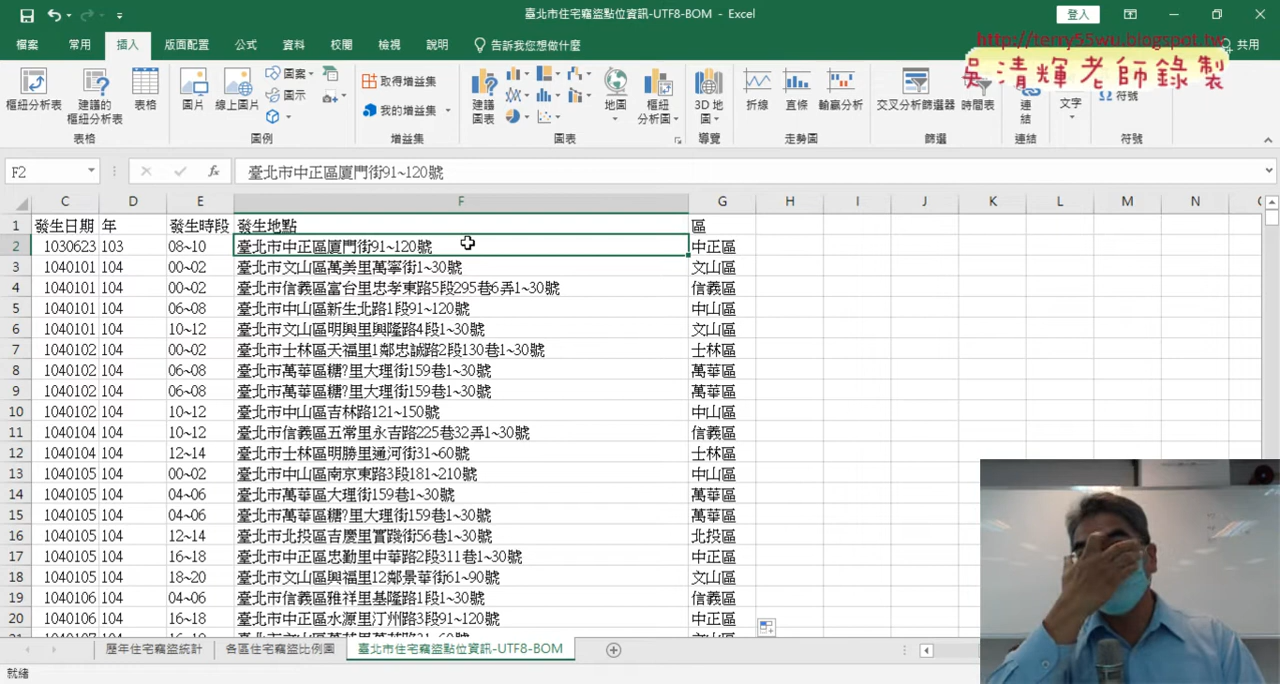 臺北市住宅竊盜點位資訊-UTF8-BOM - Excel
登入
檔案 常用 插入 版面配置 公式 資料 校閱 檢視 說明 告訴我您想做什麼 共用
http://terry55wu.blogspot.tw
吳清輝老師錄製
樞紐分析表 建議的樞紐分析表 表格 圖片 線上圖片 圖案 圖示 取得增益集 我的增益集 建議圖表 地圖 樞紐分析圖 3D 地圖 折線 直條 輸贏分析 交叉分析篩選器 時間表 連結 文字 符號
表格 圖例 增益集 圖表 導覽 走勢圖 篩選 連結 符號
F2 fx 臺北市中正區廈門街91~120號
C D E F G H I J K L M N
1 發生日期 年 發生時段 發生地點 區
2 1030623 103 08~10 臺北市中正區廈門街91~120號 中正區
3 1040101 104 00~02 臺北市文山區萬美里萬寧街1~30號 文山區
4 1040101 104 00~02 臺北市信義區富台里忠孝東路5段295巷6弄1~30號 信義區
5 1040101 104 06~08 臺北市中山區新生北路1段91~120號 中山區
6 1040101 104 10~12 臺北市文山區明興里興隆路4段1~30號 文山區
7 1040102 104 00~02 臺北市士林區天福里1鄰忠誠路2段130巷1~30號 士林區
8 1040102 104 06~08 臺北市萬華區糖?里大理街159巷1~30號 萬華區
9 1040102 104 06~08 臺北市萬華區糖?里大理街159巷1~30號 萬華區
10 1040102 104 10~12 臺北市中山區吉林路121~150號 中山區
11 1040104 104 10~12 臺北市信義區五常里永吉路225巷32弄1~30號 信義區
12 1040104 104 12~14 臺北市士林區明勝里通河街31~60號 士林區
13 1040105 104 00~02 臺北市中山區南京東路3段181~210號 中山區
14 1040105 104 04~06 臺北市萬華區大理街159巷1~30號 萬華區
15 1040105 104 04~06 臺北市萬華區糖?里大理街159巷1~30號 萬華區
16 1040105 104 12~14 臺北市北投區吉慶里實踐街56巷1~30號 北投區
17 1040105 104 16~18 臺北市中正區忠勤里中華路2段311巷1~30號 中正區
18 1040105 104 18~20 臺北市文山區興福里12鄰景華街61~90號 文山區
19 1040106 104 04~06 臺北市信義區雅祥里基隆路1段1~30號 信義區
20 1040106 104 16~18 臺北市中正區水源里汀州路3段91~120號 中正區
歷年住宅竊盜統計 各區住宅竊盜比例圖 臺北市住宅竊盜點位資訊-UTF8-BOM
就緒